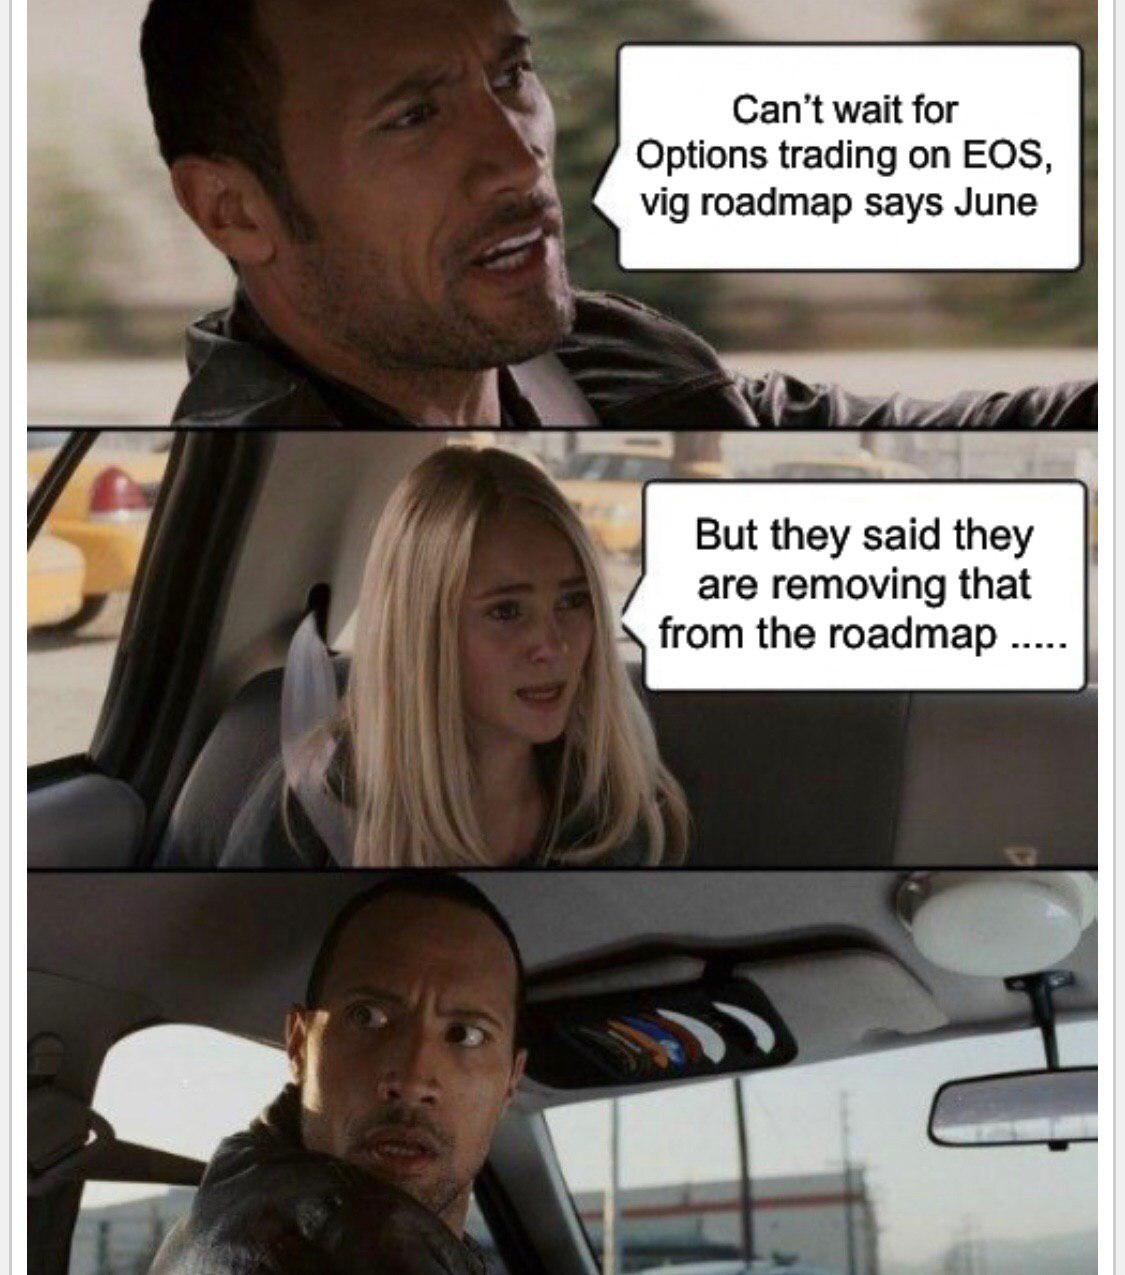 Can't wait for
Options trading on EOS,
vig roadmap says June
But they said they
are removing that
from the roadmap .....